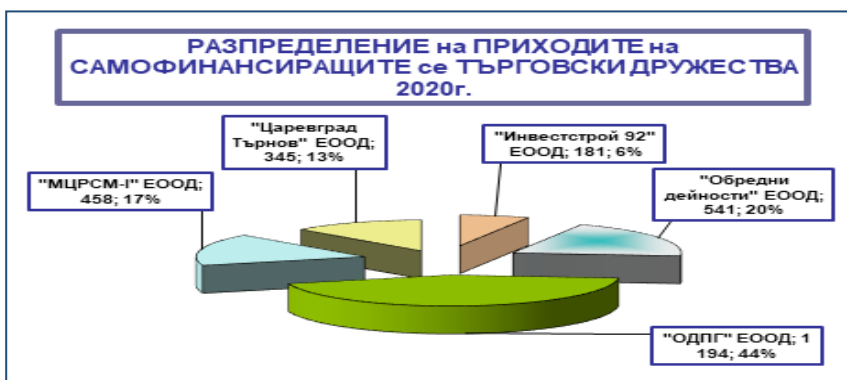 РАЗПРЕДЕЛЕНИЕ на ПРИХОДИТЕ на
САМОФИНАНСИРАЩИТЕ се ТЪРГОВСКИ ДРУЖЕСТВА
2020г.
"Царевград
Търнов" ЕООД;
345; 13%
"Инвестстрой 92"
ЕООД; 181; 6%
"МЦРСМ-І" ЕООД;
458; 17%
"Обредни
дейности" ЕООД;
541; 20%
"ОДПГ" ЕООД; 1
194; 44%